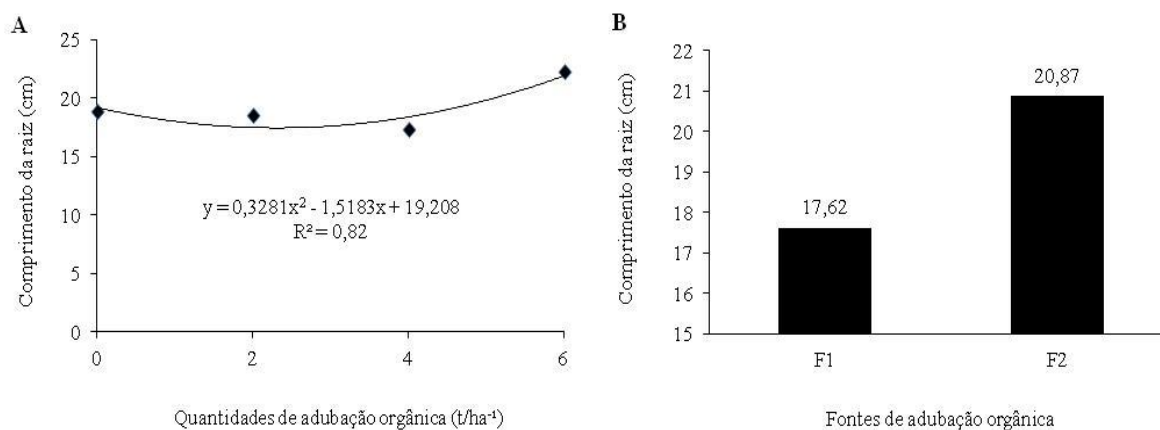 A
Comprimento da raiz (cm)
25
20
15
10
5
0
y = 0,3281x² - 1,5183x + 19,208
R² = 0,82
0 2 4 6
Quantidades de adubação orgânica (t/ha⁻¹)
B
Comprimento da raiz (cm)
22
21
20
19
18
17
16
15
17,62
20,87
F1 F2
Fontes de adubação orgânica